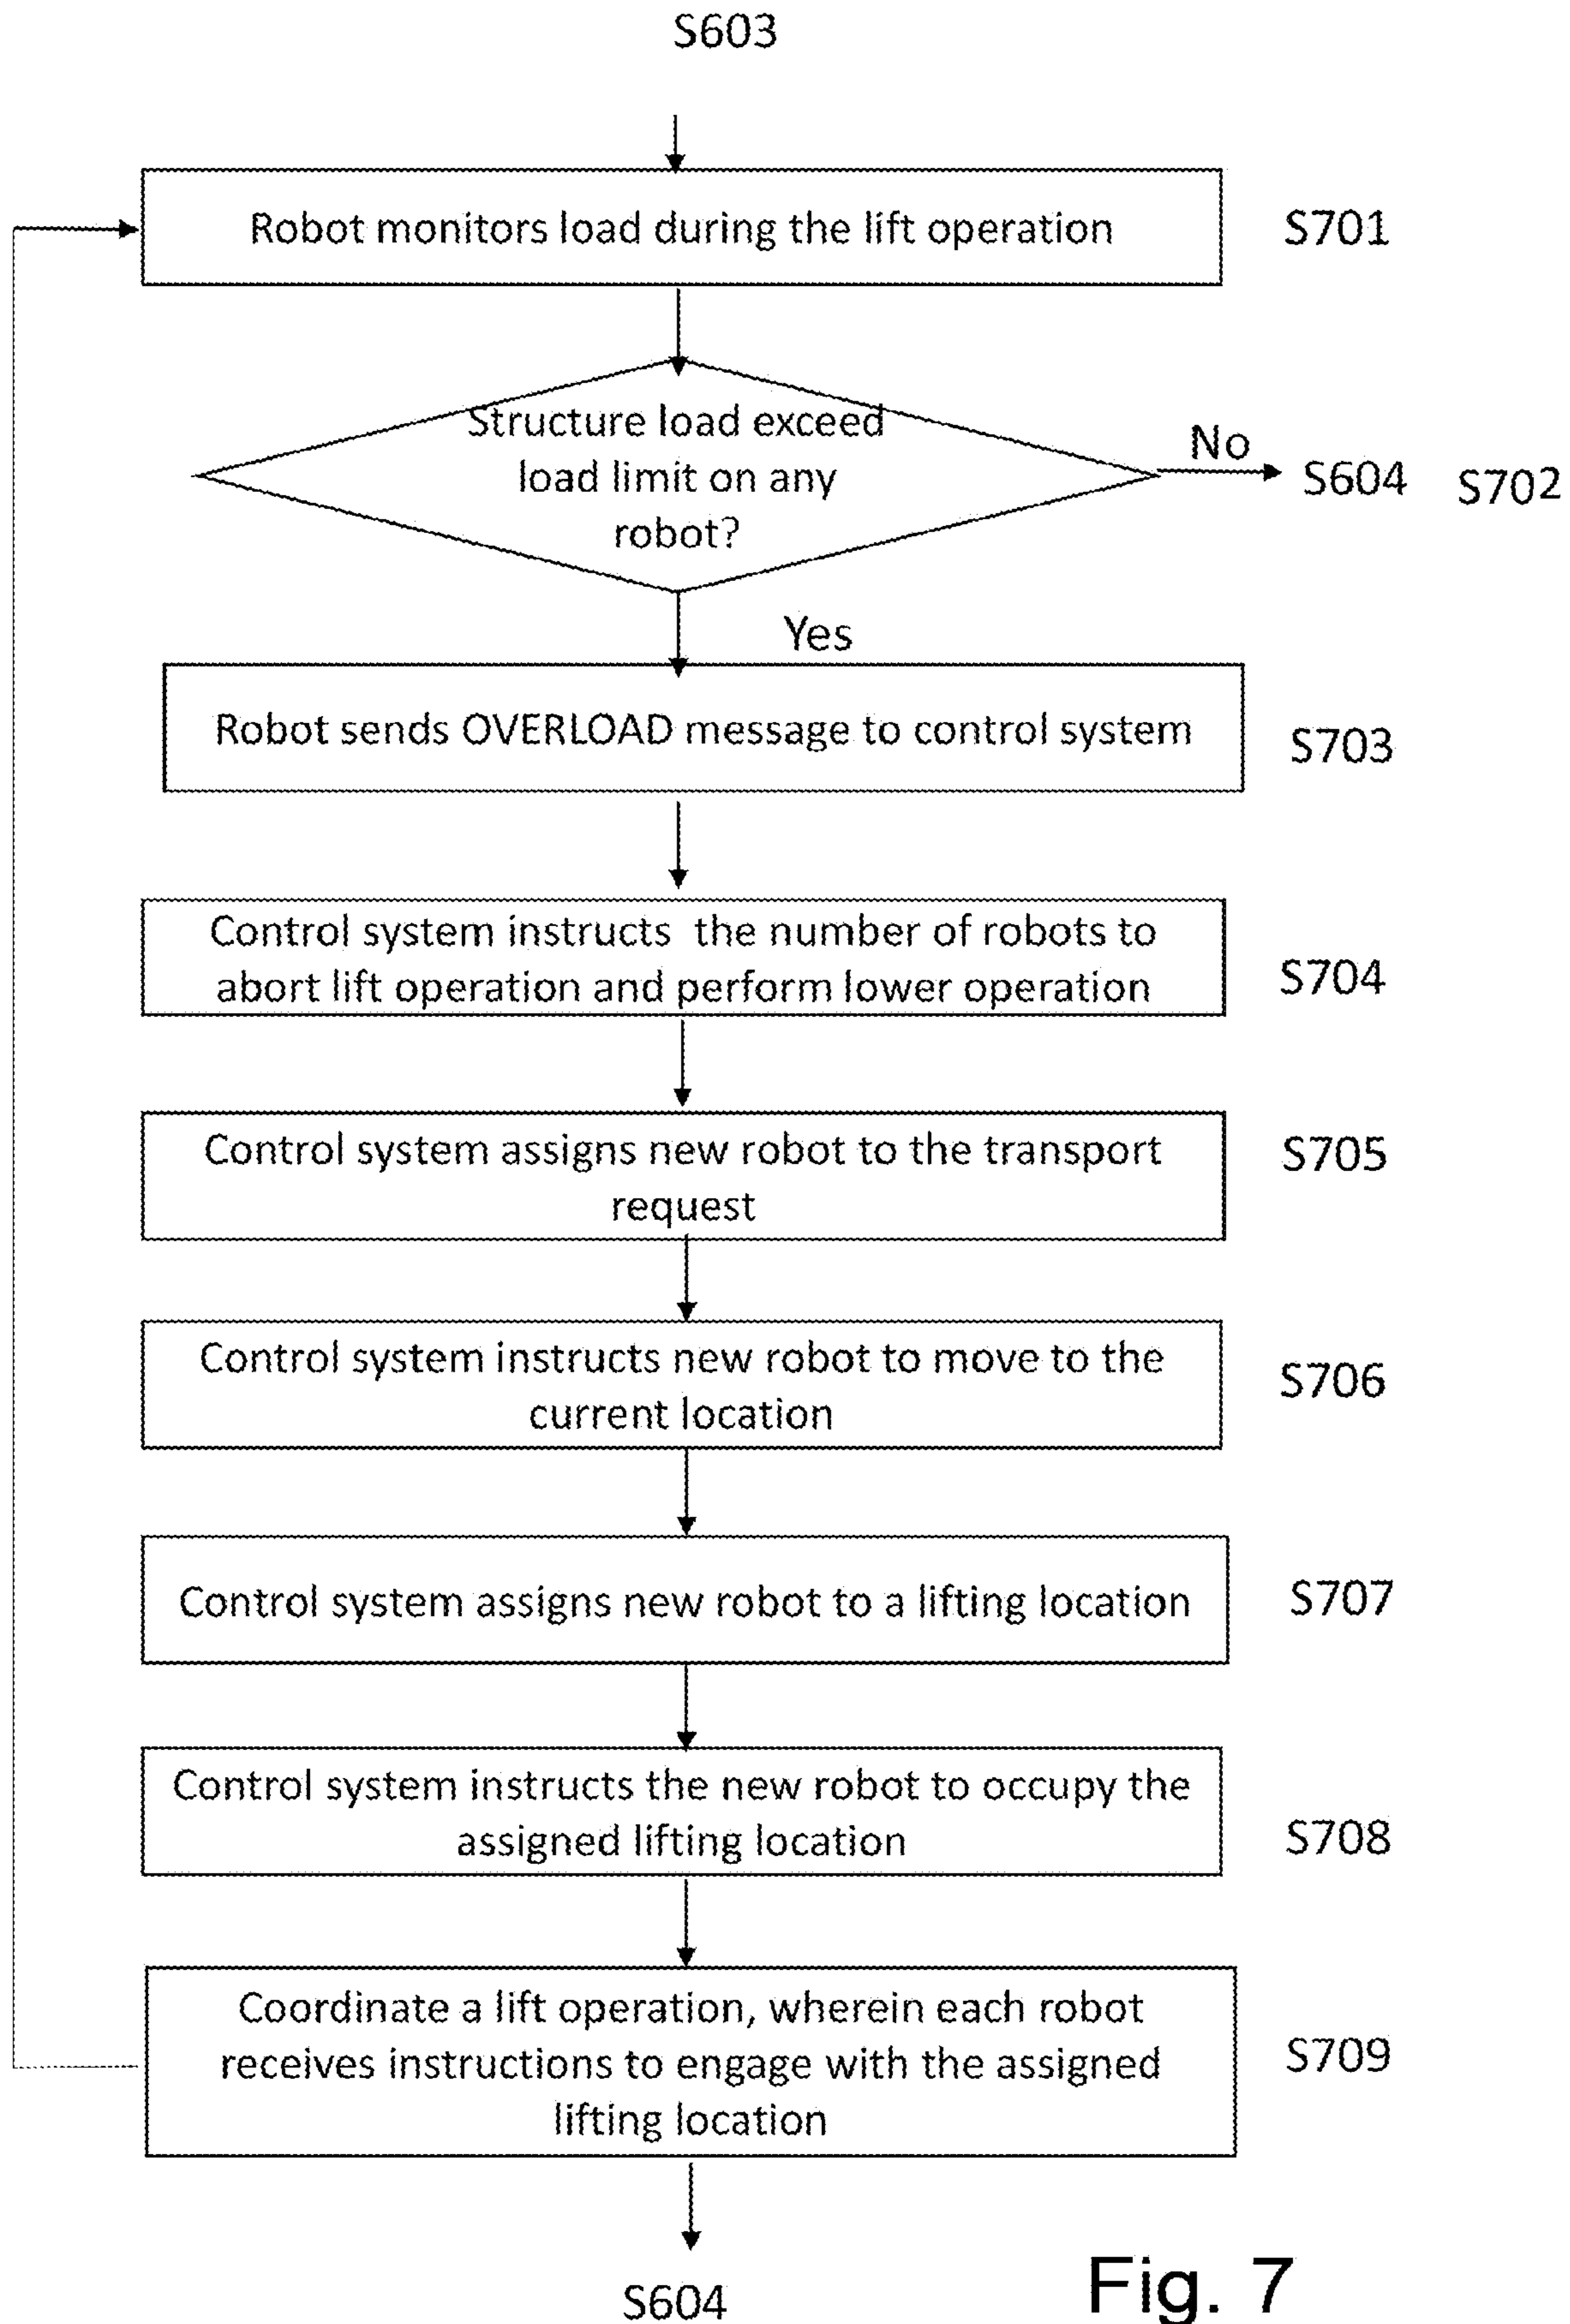 S603
Robot monitors load during the lift operation
S701
Structure load exceed
load limit on any
robot?
No
S604
S702
Yes
Robot sends OVERLOAD message to control system
S703
Control system instructs the number of robots to
abort lift operation and perform lower operation
S704
Control system assigns new robot to the transport
request
S705
Control system instructs new robot to move to the
current location
S706
Control system assigns new robot to a lifting location
S707
Control system instructs the new robot to occupy the
assigned lifting location
S708
Coordinate a lift operation, wherein each robot
receives instructions to engage with the assigned
lifting location
S709
S604
Fig. 7